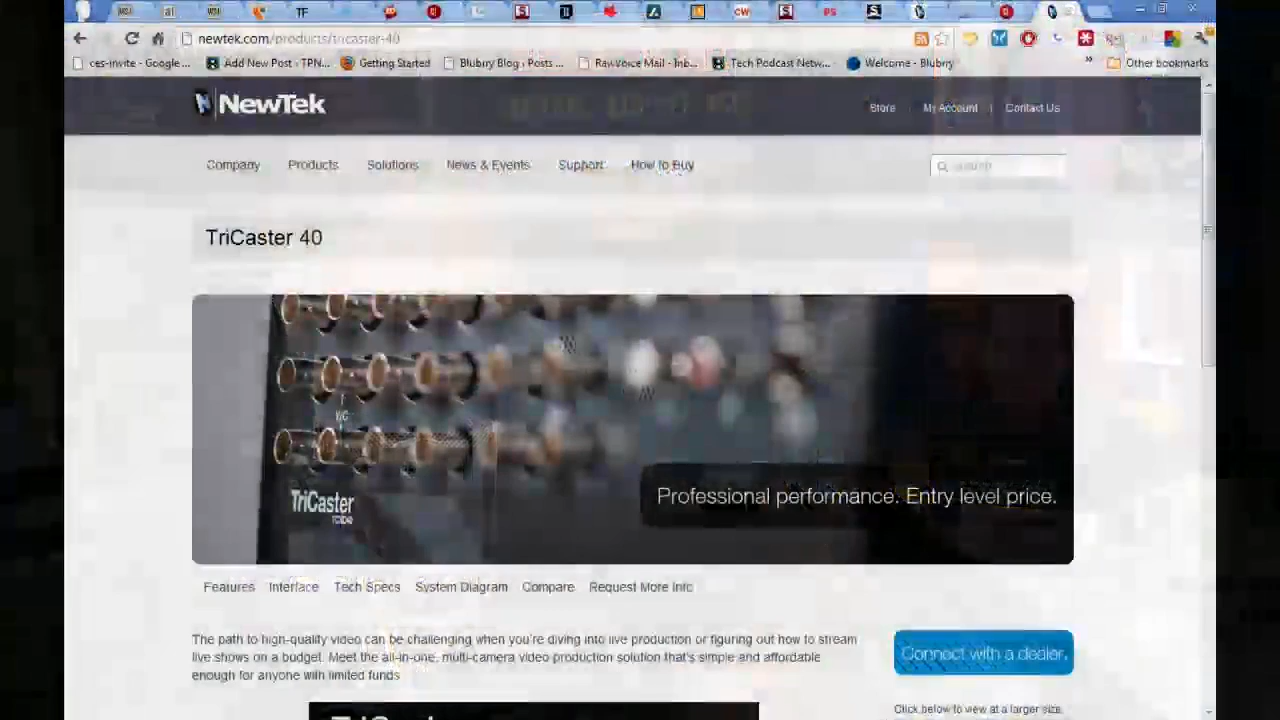 newtek.com/products/tricaster-40
ces-invite - Google ...
Add New Post ‹ TPN...
Getting Started
Blubrry Blog › Posts ...
RawVoice Mail - Inb...
Tech Podcast Netw...
Welcome - Blubrry
»
Other bookmarks
NewTek
Store
My Account
Contact Us
Company
Products
Solutions
News & Events
Support
How to Buy
TriCaster 40
TriCaster
Professional performance. Entry level price.
Features
Interface
Tech Specs
System Diagram
Compare
Request More Info
The path to high-quality video can be challenging when you're diving into live production or figuring out how to stream
live shows on a budget. Meet the all-in-one, multi-camera video production solution that's simple and affordable
enough for anyone with limited funds
Connect with a dealer.
Click below to view at a larger size.